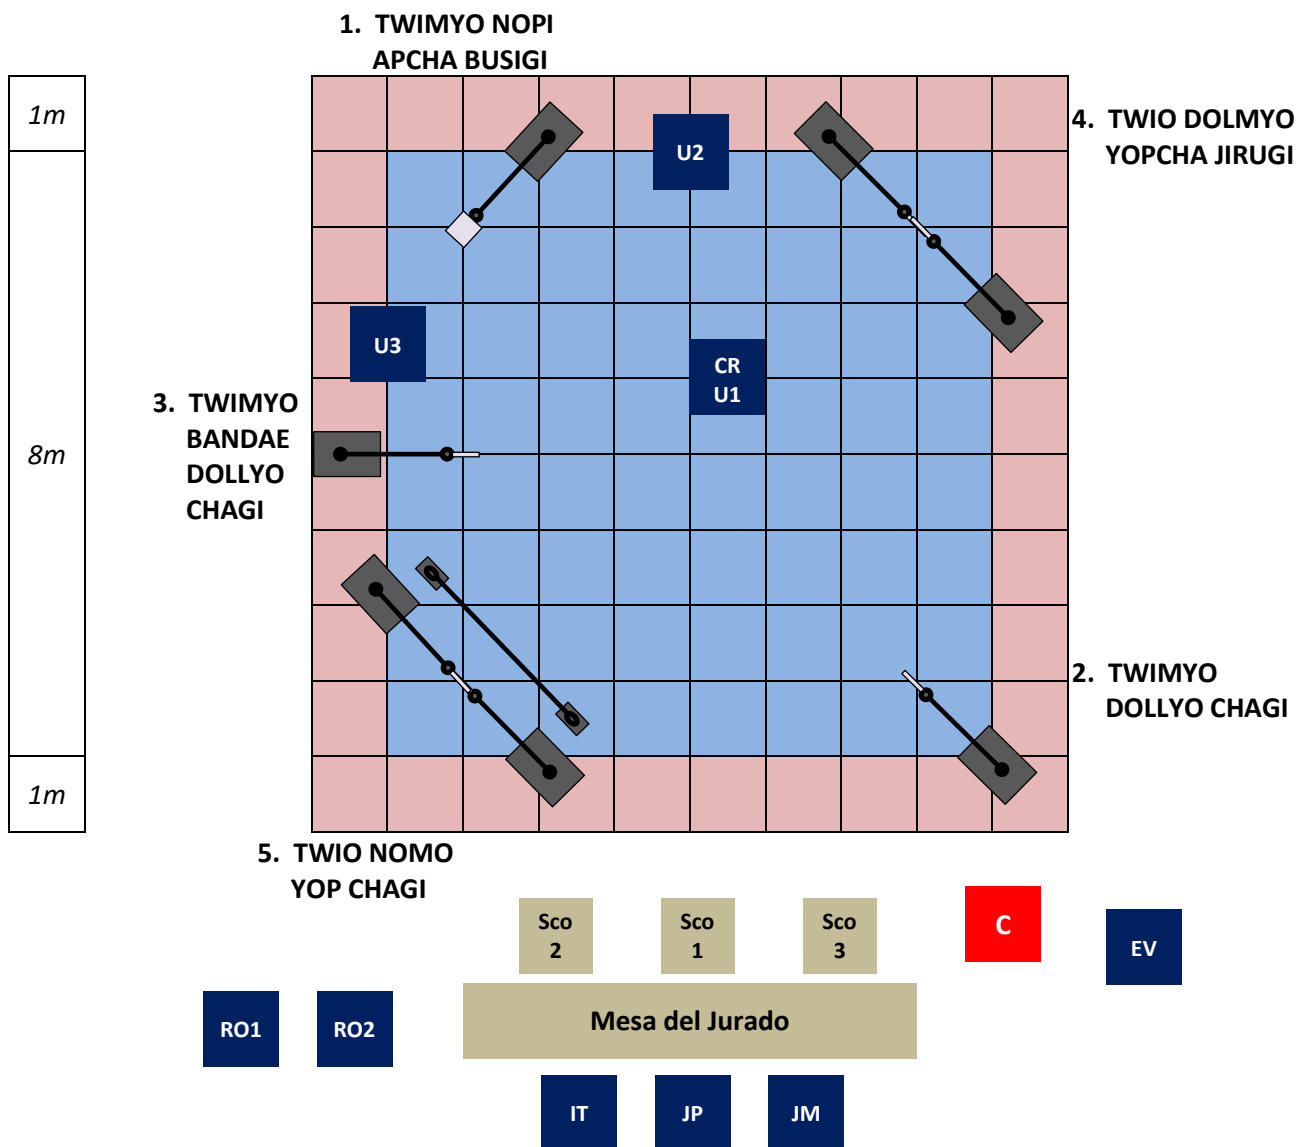 1. TWIMYO NOPI
APCHA BUSIGI
1m
4. TWIO DOLMYO
YOPCHA JIRUGI
U2
U3
CR
U1
3. TWIMYO
BANDAE
DOLLYO
CHAGI
8m
2. TWIMYO
DOLLYO CHAGI
1m
5. TWIO NOMO
YOP CHAGI
Sco
2
Sco
1
Sco
3
C
EV
RO1
RO2
Mesa del Jurado
IT
JP
JM